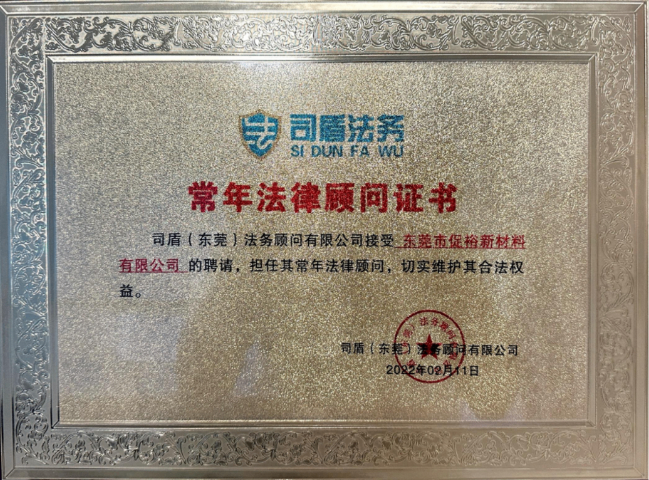 司盾法务
SI DUN FA WU
常年法律顾问证书
司盾（东莞）法务顾问有限公司接受 东莞市促裕新材料
有限公司 的聘请，担任其常年法律顾问，切实维护其合法权
益。
司盾（东莞）法务顾问有限公司
2022年02月11日